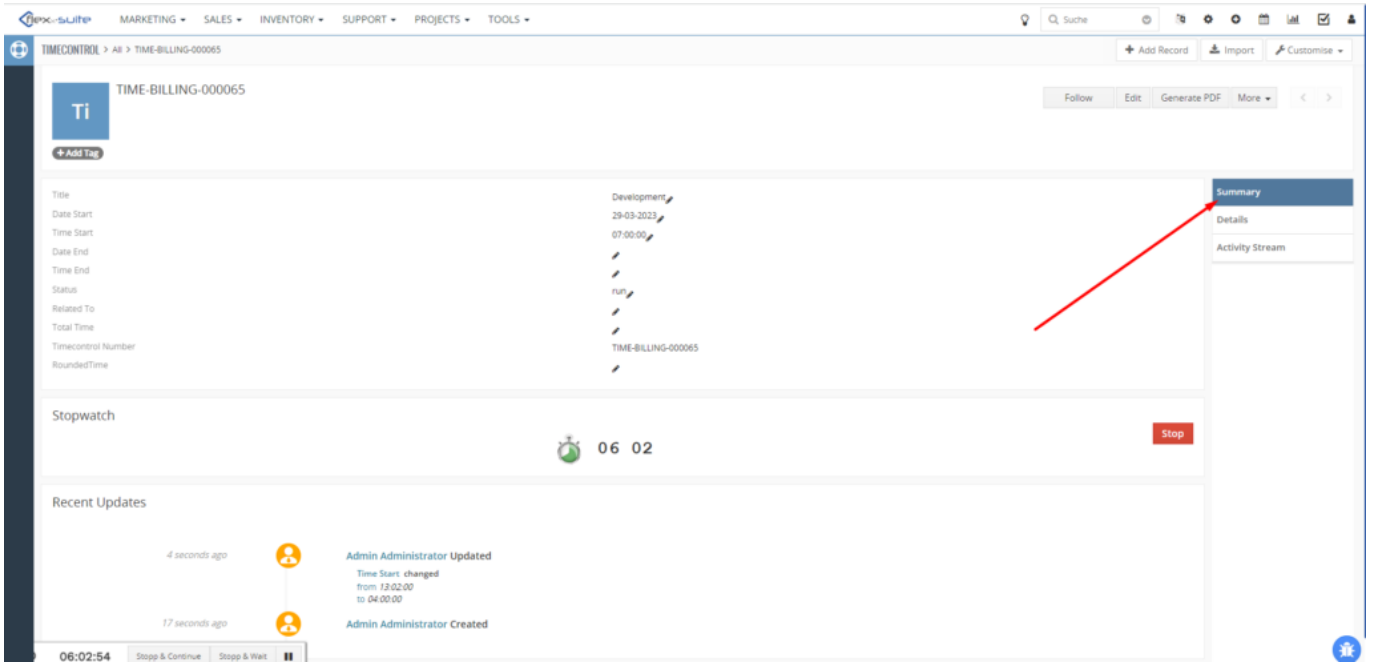 flex-suite MARKETING SALES INVENTORY SUPPORT PROJECTS TOOLS Suche
TIMECONTROL > All > TIME-BILLING-000065 + Add Record Import Customise
Ti
TIME-BILLING-000065
Follow Edit Generate PDF More < >
+ Add Tag
Title Development
Date Start 29-03-2023
Time Start 07:00:00
Date End
Time End
Status run
Related To
Total Time
Timecontrol Number TIME-BILLING-000065
RoundedTime
Summary
Details
Activity Stream
Stopwatch
06 02
Stop
Recent Updates
4 seconds ago Admin Administrator Updated
Time Start changed
from 13:02:00
to 04:00:00
17 seconds ago Admin Administrator Created
06:02:54 Stopp & Continue Stopp & Wait